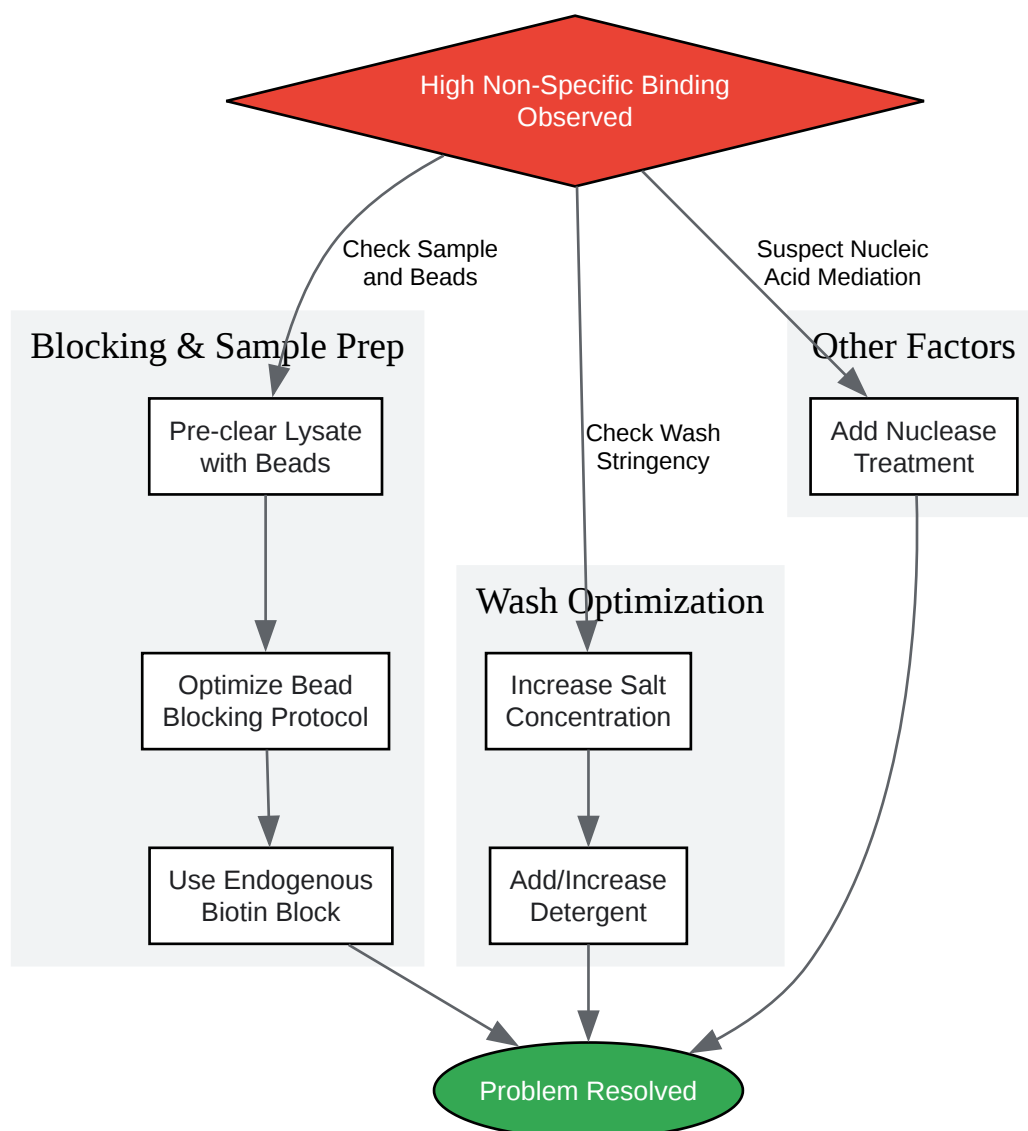 High Non-Specific Binding
Observed
Check Sample
and Beads
Suspect Nucleic
Acid Mediation
Blocking & Sample Prep
Other Factors
Pre-clear Lysate
with Beads
Check Wash
Stringency
Add Nuclease
Treatment
Wash Optimization
Optimize Bead
Blocking Protocol
Increase Salt
Concentration
Use Endogenous
Biotin Block
Add/Increase
Detergent
Problem Resolved